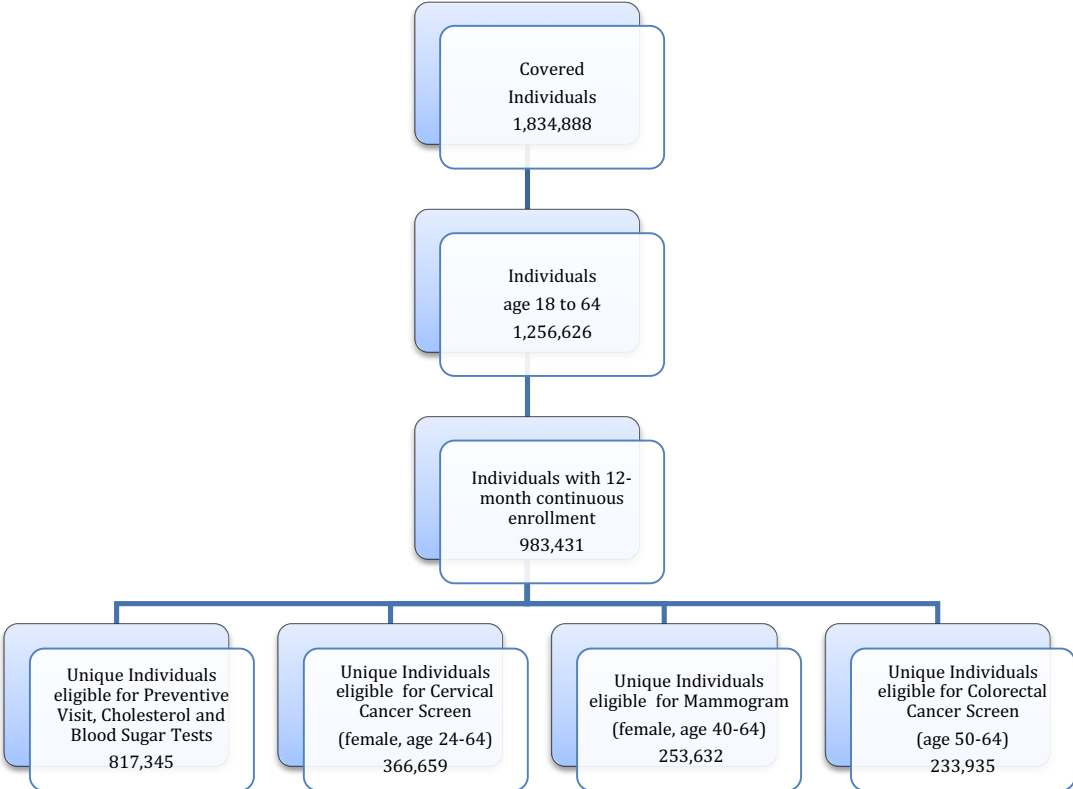 Covered
Individuals
1,834,888
Individuals
age 18 to 64
1,256,626
Individuals with 12-
month continuous
enrollment
983,431
Unique Individuals
eligible for Preventive
Visit, Cholesterol and
Blood Sugar Tests
817,345
Unique Individuals
eligible for Cervical
Cancer Screen
(female, age 24-64)
366,659
Unique Individuals
eligible for Mammogram
(female, age 40-64)
253,632
Unique Individuals
eligible for Colorectal
Cancer Screen
(age 50-64)
233,935